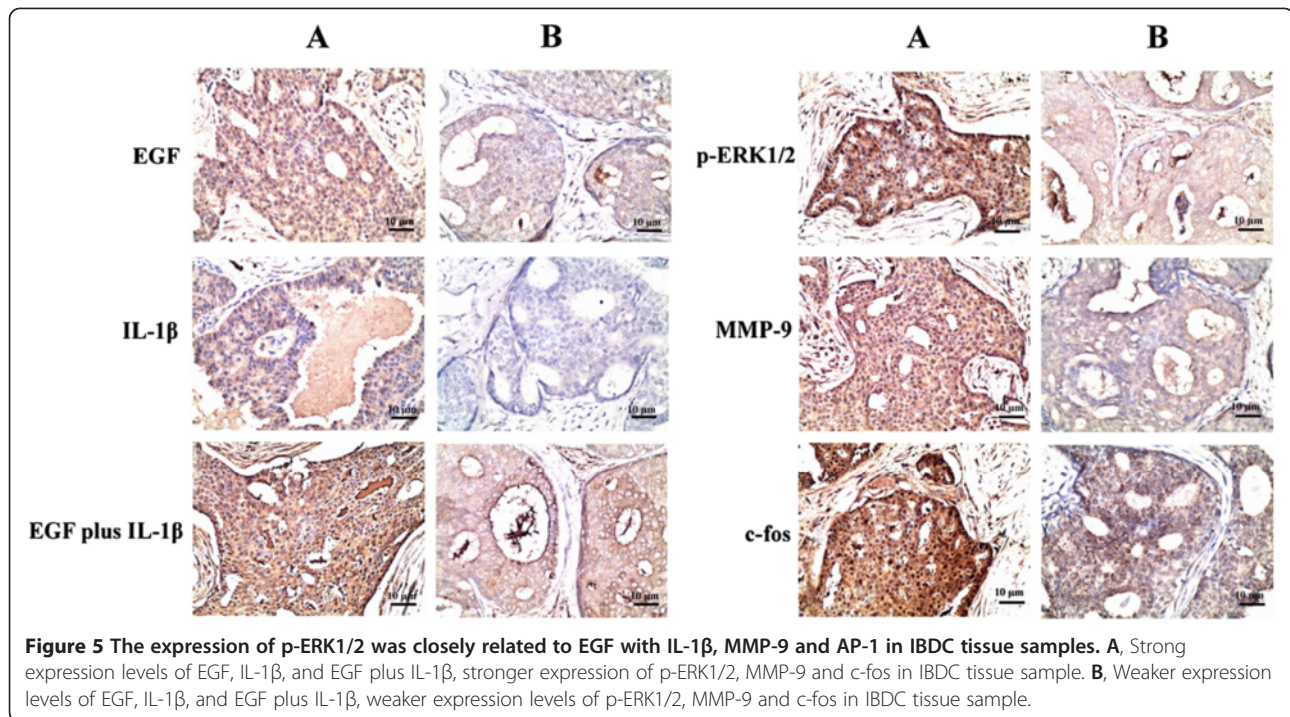 A B A B
EGF p-ERK1/2
10 μm 10 μm 10 μm 10 μm
IL-1β MMP-9
10 μm 10 μm 10 μm 10 μm
EGF plus IL-1β c-fos
10 μm 10 μm 10 μm 10 μm
Figure 5 The expression of p-ERK1/2 was closely related to EGF with IL-1β, MMP-9 and AP-1 in IBDC tissue samples. A, Strong
expression levels of EGF, IL-1β, and EGF plus IL-1β, stronger expression of p-ERK1/2, MMP-9 and c-fos in IBDC tissue sample. B, Weaker expression
levels of EGF, IL-1β, and EGF plus IL-1β, weaker expression levels of p-ERK1/2, MMP-9 and c-fos in IBDC tissue sample.